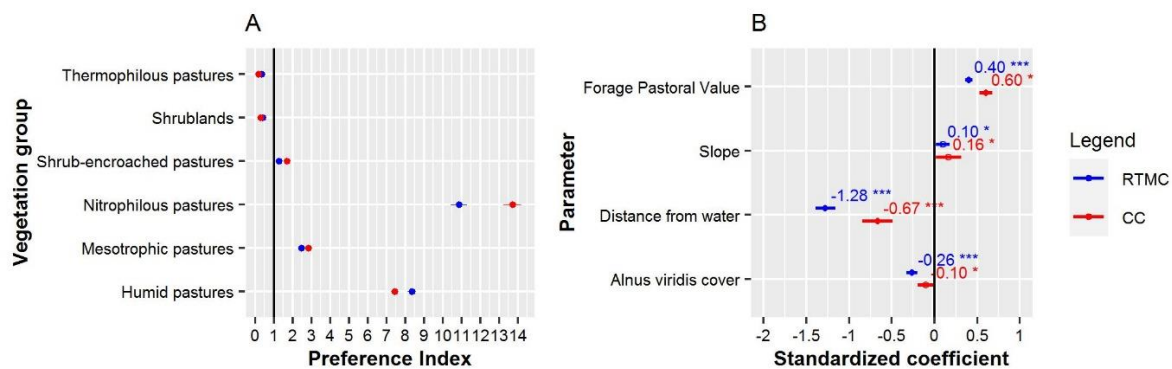 A
Vegetation group
Thermophilous pastures
Shrublands
Shrub-encroached pastures
Nitrophilous pastures
Mesotrophic pastures
Humid pastures
0 1 2 3 4 5 6 7 8 9 10 11 12 13 14
Preference Index
B
Parameter
Forage Pastoral Value
Slope
Distance from water
Alnus viridis cover
0.40 ***
0.60 *
0.10 *
0.16 *
-1.28 ***
-0.67 ***
-0.26 ***
-0.10 *
-2 -1.5 -1 -0.5 0 0.5 1
Standardized coefficient
Legend
RTMC
CC